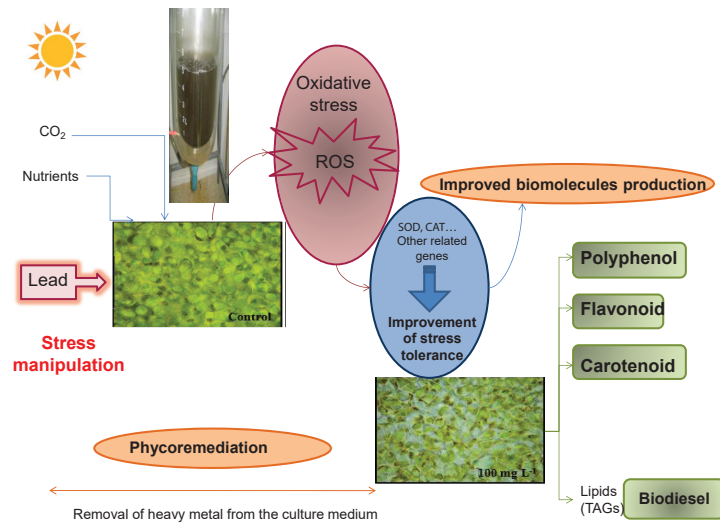 Oxidative
stress
ROS
CO₂
Nutrients
Lead
Control
Stress
manipulation
SOD, CAT…
Other related
genes
Improvement
of stress
tolerance
Improved biomolecules production
Polyphenol
Flavonoid
Carotenoid
100 mg L⁻¹
Lipids
(TAGs)
Biodiesel
Phycoremediation
Removal of heavy metal from the culture medium